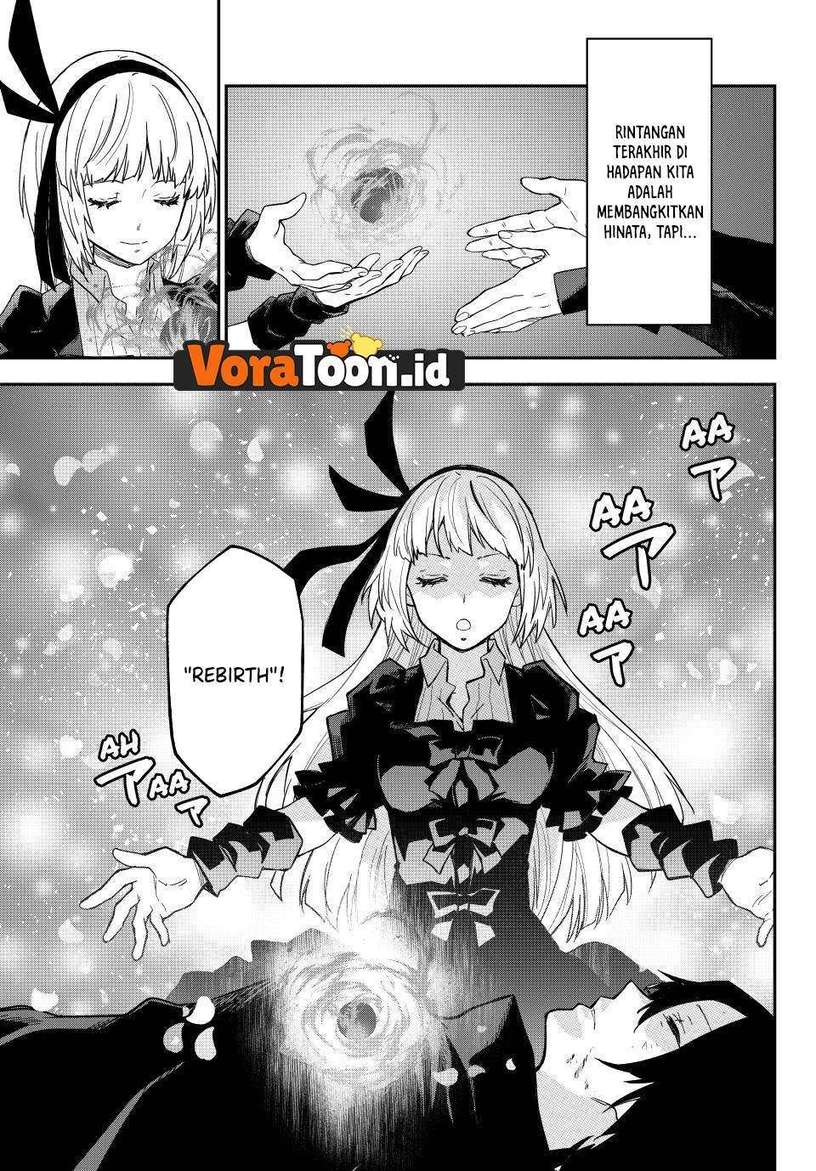 RINTANGAN
TERAKHIR DI
HADAPAN KITA
ADALAH
MEMBANGKITKAN
HINATA, TAPI...
VoraToon.id
AA
ア
AA
ア
AA
ア
"REBIRTH"!
AH
ア
AA
ア